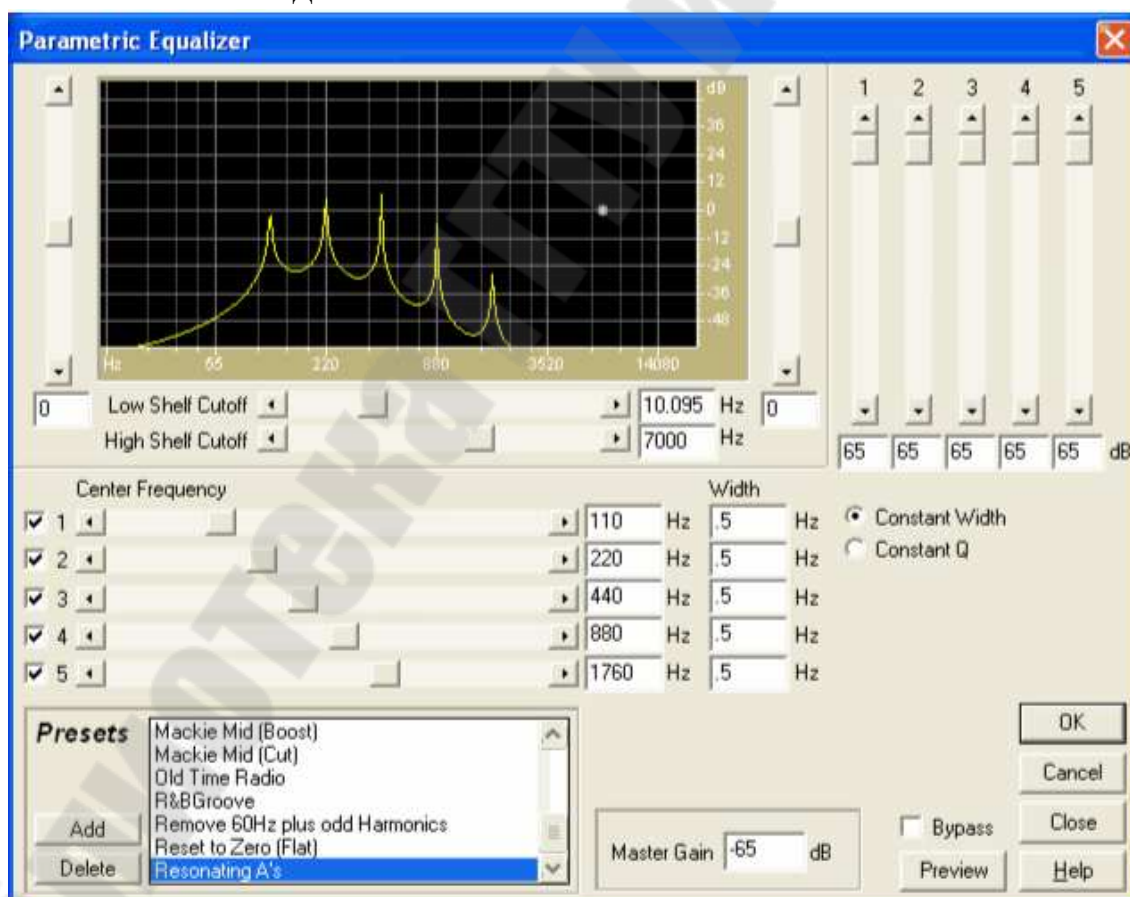 Parametric Equalizer
dB
-36
-24
-12
-0
-12
-24
-36
-48
Hz 55 220 880 3520 14080
0 Low Shelf Cutoff 10.095 Hz 0
High Shelf Cutoff 7000 Hz
1 2 3 4 5
65 65 65 65 65 dB
Center Frequency Width
1 110 Hz .5 Hz
2 220 Hz .5 Hz
3 440 Hz .5 Hz
4 880 Hz .5 Hz
5 1760 Hz .5 Hz
Constant Width
Constant Q
Presets
Mackie Mid (Boost)
Mackie Mid (Cut)
Old Time Radio
R&BGroove
Remove 60Hz plus odd Harmonics
Reset to Zero (Flat)
Resonating A's
Add
Delete
Master Gain -65 dB
Bypass
Preview
OK
Cancel
Close
Help